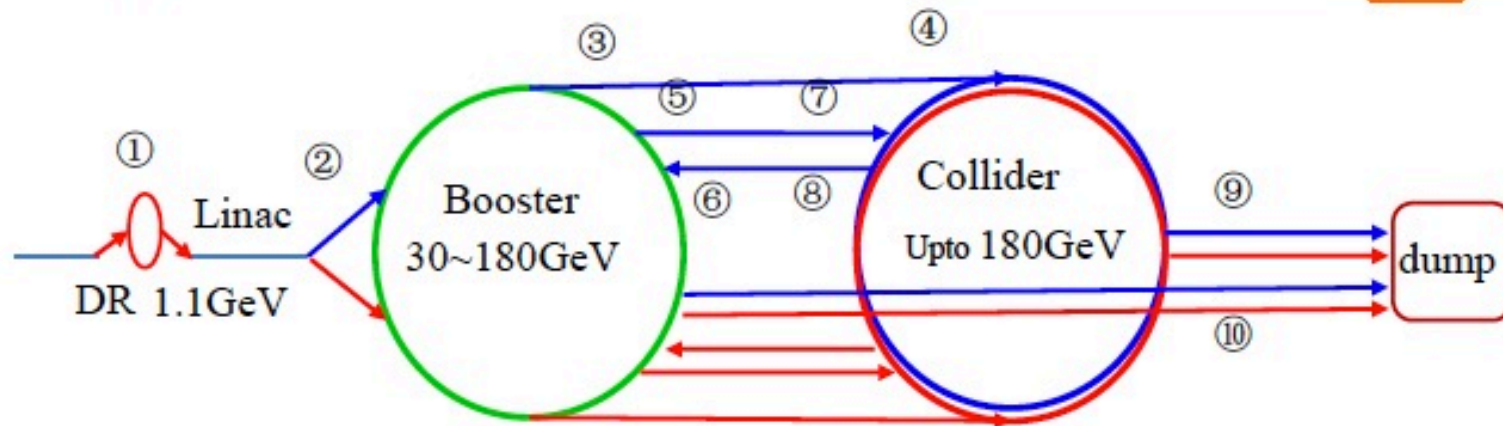 ③
④
⑤
⑦
①
②
Linac
DR 1.1GeV
Booster
30~180GeV
⑥
⑧
Collider
Upto 180GeV
⑨
dump
⑩